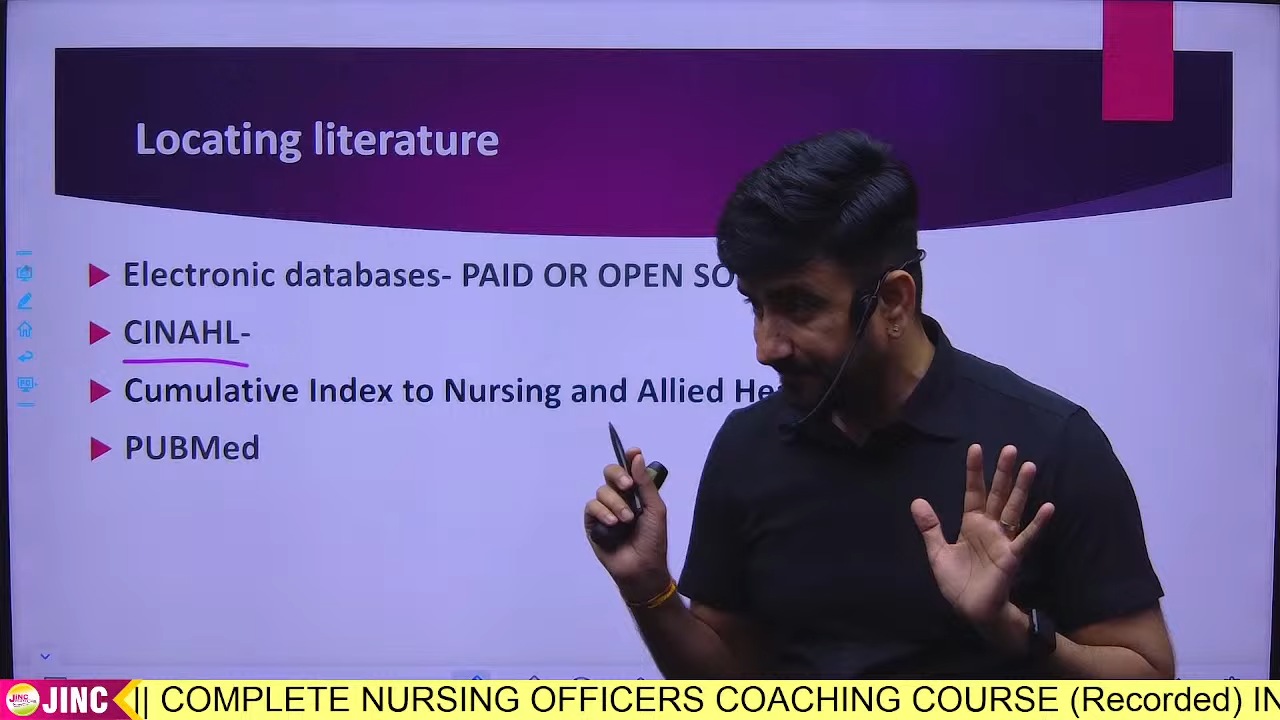 Locating literature
Electronic databases- PAID OR OPEN SO
CINAHL-
Cumulative Index to Nursing and Allied He
PUBMed
JINC || COMPLETE NURSING OFFICERS COACHING COURSE (Recorded) IN